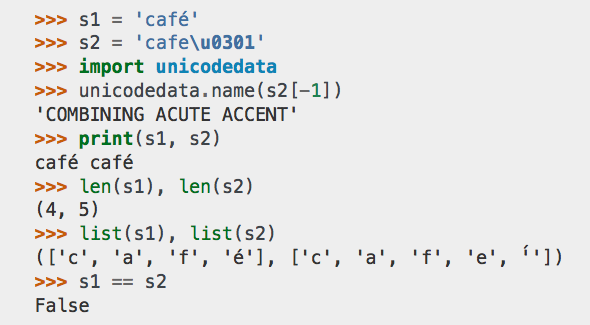 >>> s1 = 'café'
>>> s2 = 'cafe\u0301'
>>> import unicodedata
>>> unicodedata.name(s2[-1])
'COMBINING ACUTE ACCENT'
>>> print(s1, s2)
café café
>>> len(s1), len(s2)
(4, 5)
>>> list(s1), list(s2)
(['c', 'a', 'f', 'é'], ['c', 'a', 'f', 'e', '́'])
>>> s1 == s2
False